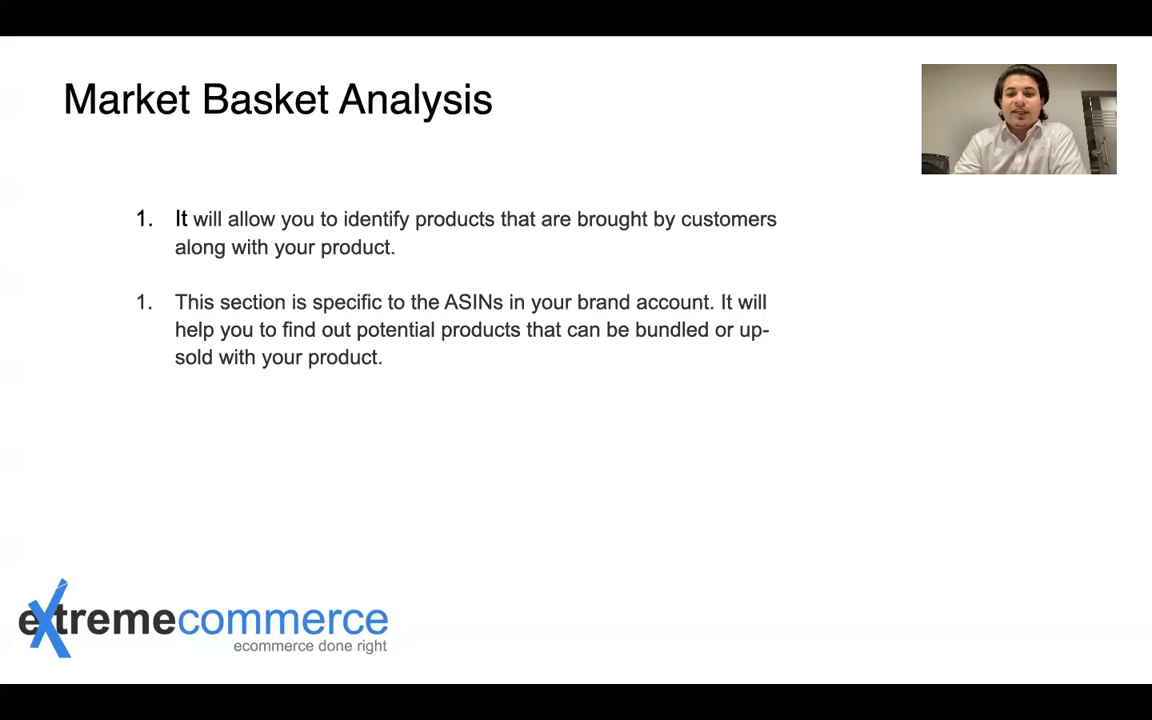 Market Basket Analysis
1. It will allow you to identify products that are brought by customers
along with your product.
1. This section is specific to the ASINs in your brand account. It will
help you to find out potential products that can be bundled or up-
sold with your product.
extremecommerce
ecommerce done right